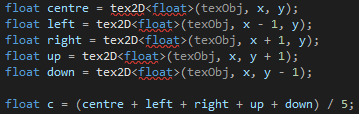 float centre = tex2D<float>(texObj, x, y);
float left = tex2D<float>(texObj, x - 1, y);
float right = tex2D<float>(texObj, x + 1, y);
float up = tex2D<float>(texObj, x, y + 1);
float down = tex2D<float>(texObj, x, y - 1);
float c = (centre + left + right + up + down) / 5;